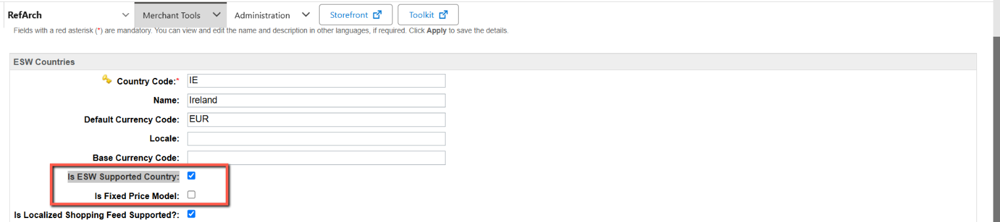 RefArch Merchant Tools Administration Storefront Toolkit
Fields with a red asterisk (*) are mandatory. You can view and edit the name and description in other languages, if required. Click Apply to save the details.
ESW Countries
Country Code:* IE
Name: Ireland
Default Currency Code: EUR
Locale:
Base Currency Code:
Is ESW Supported Country:
Is Fixed Price Model:
Is Localized Shopping Feed Supported?: